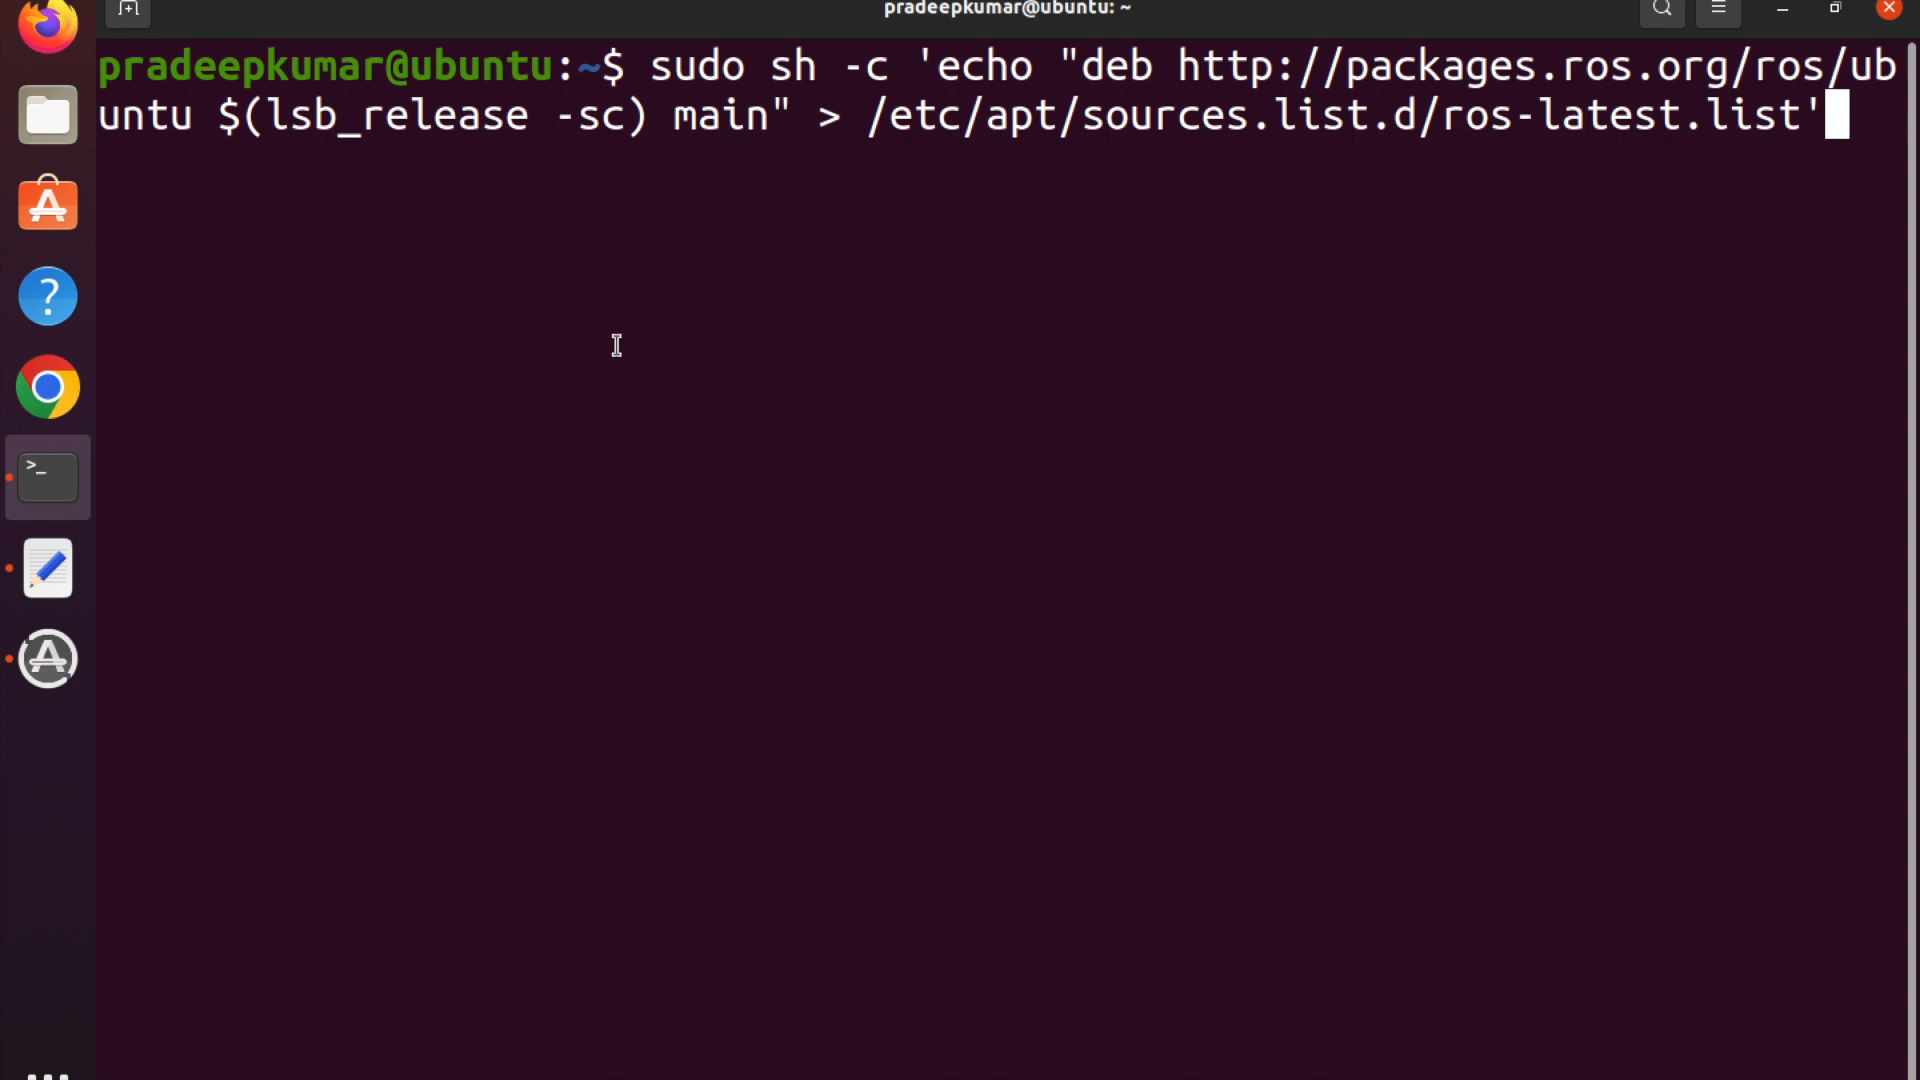 pradeepkumar@ubuntu: ~
pradeepkumar@ubuntu:~$ sudo sh -c 'echo "deb http://packages.ros.org/ros/ub
untu $(lsb_release -sc) main" > /etc/apt/sources.list.d/ros-latest.list'